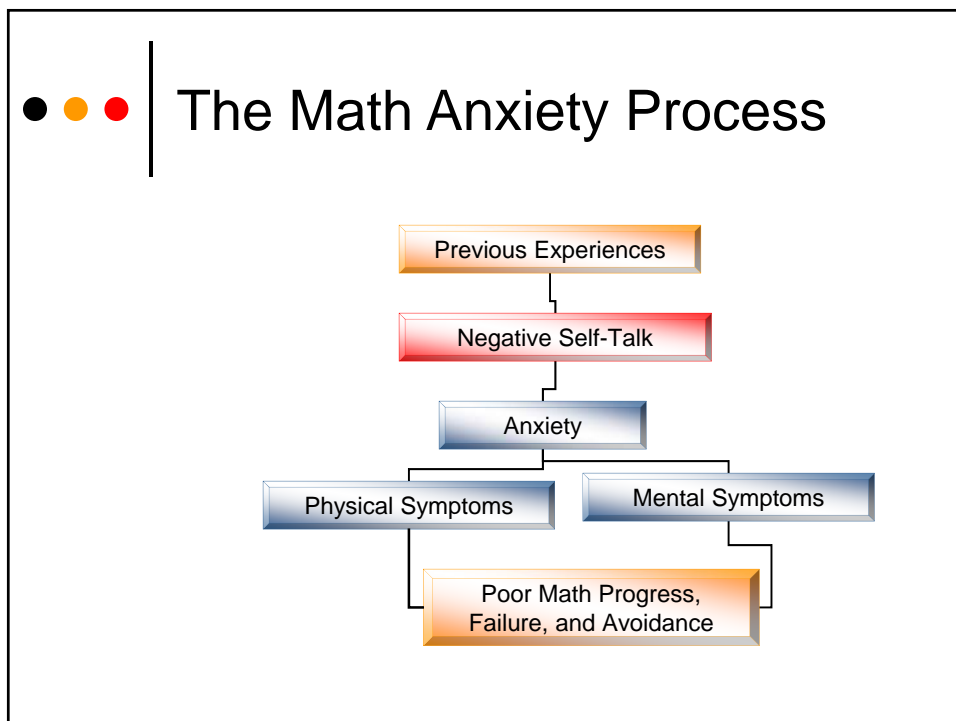 The Math Anxiety Process
Previous Experiences
Negative Self-Talk
Anxiety
Physical Symptoms
Mental Symptoms
Poor Math Progress,
Failure, and Avoidance